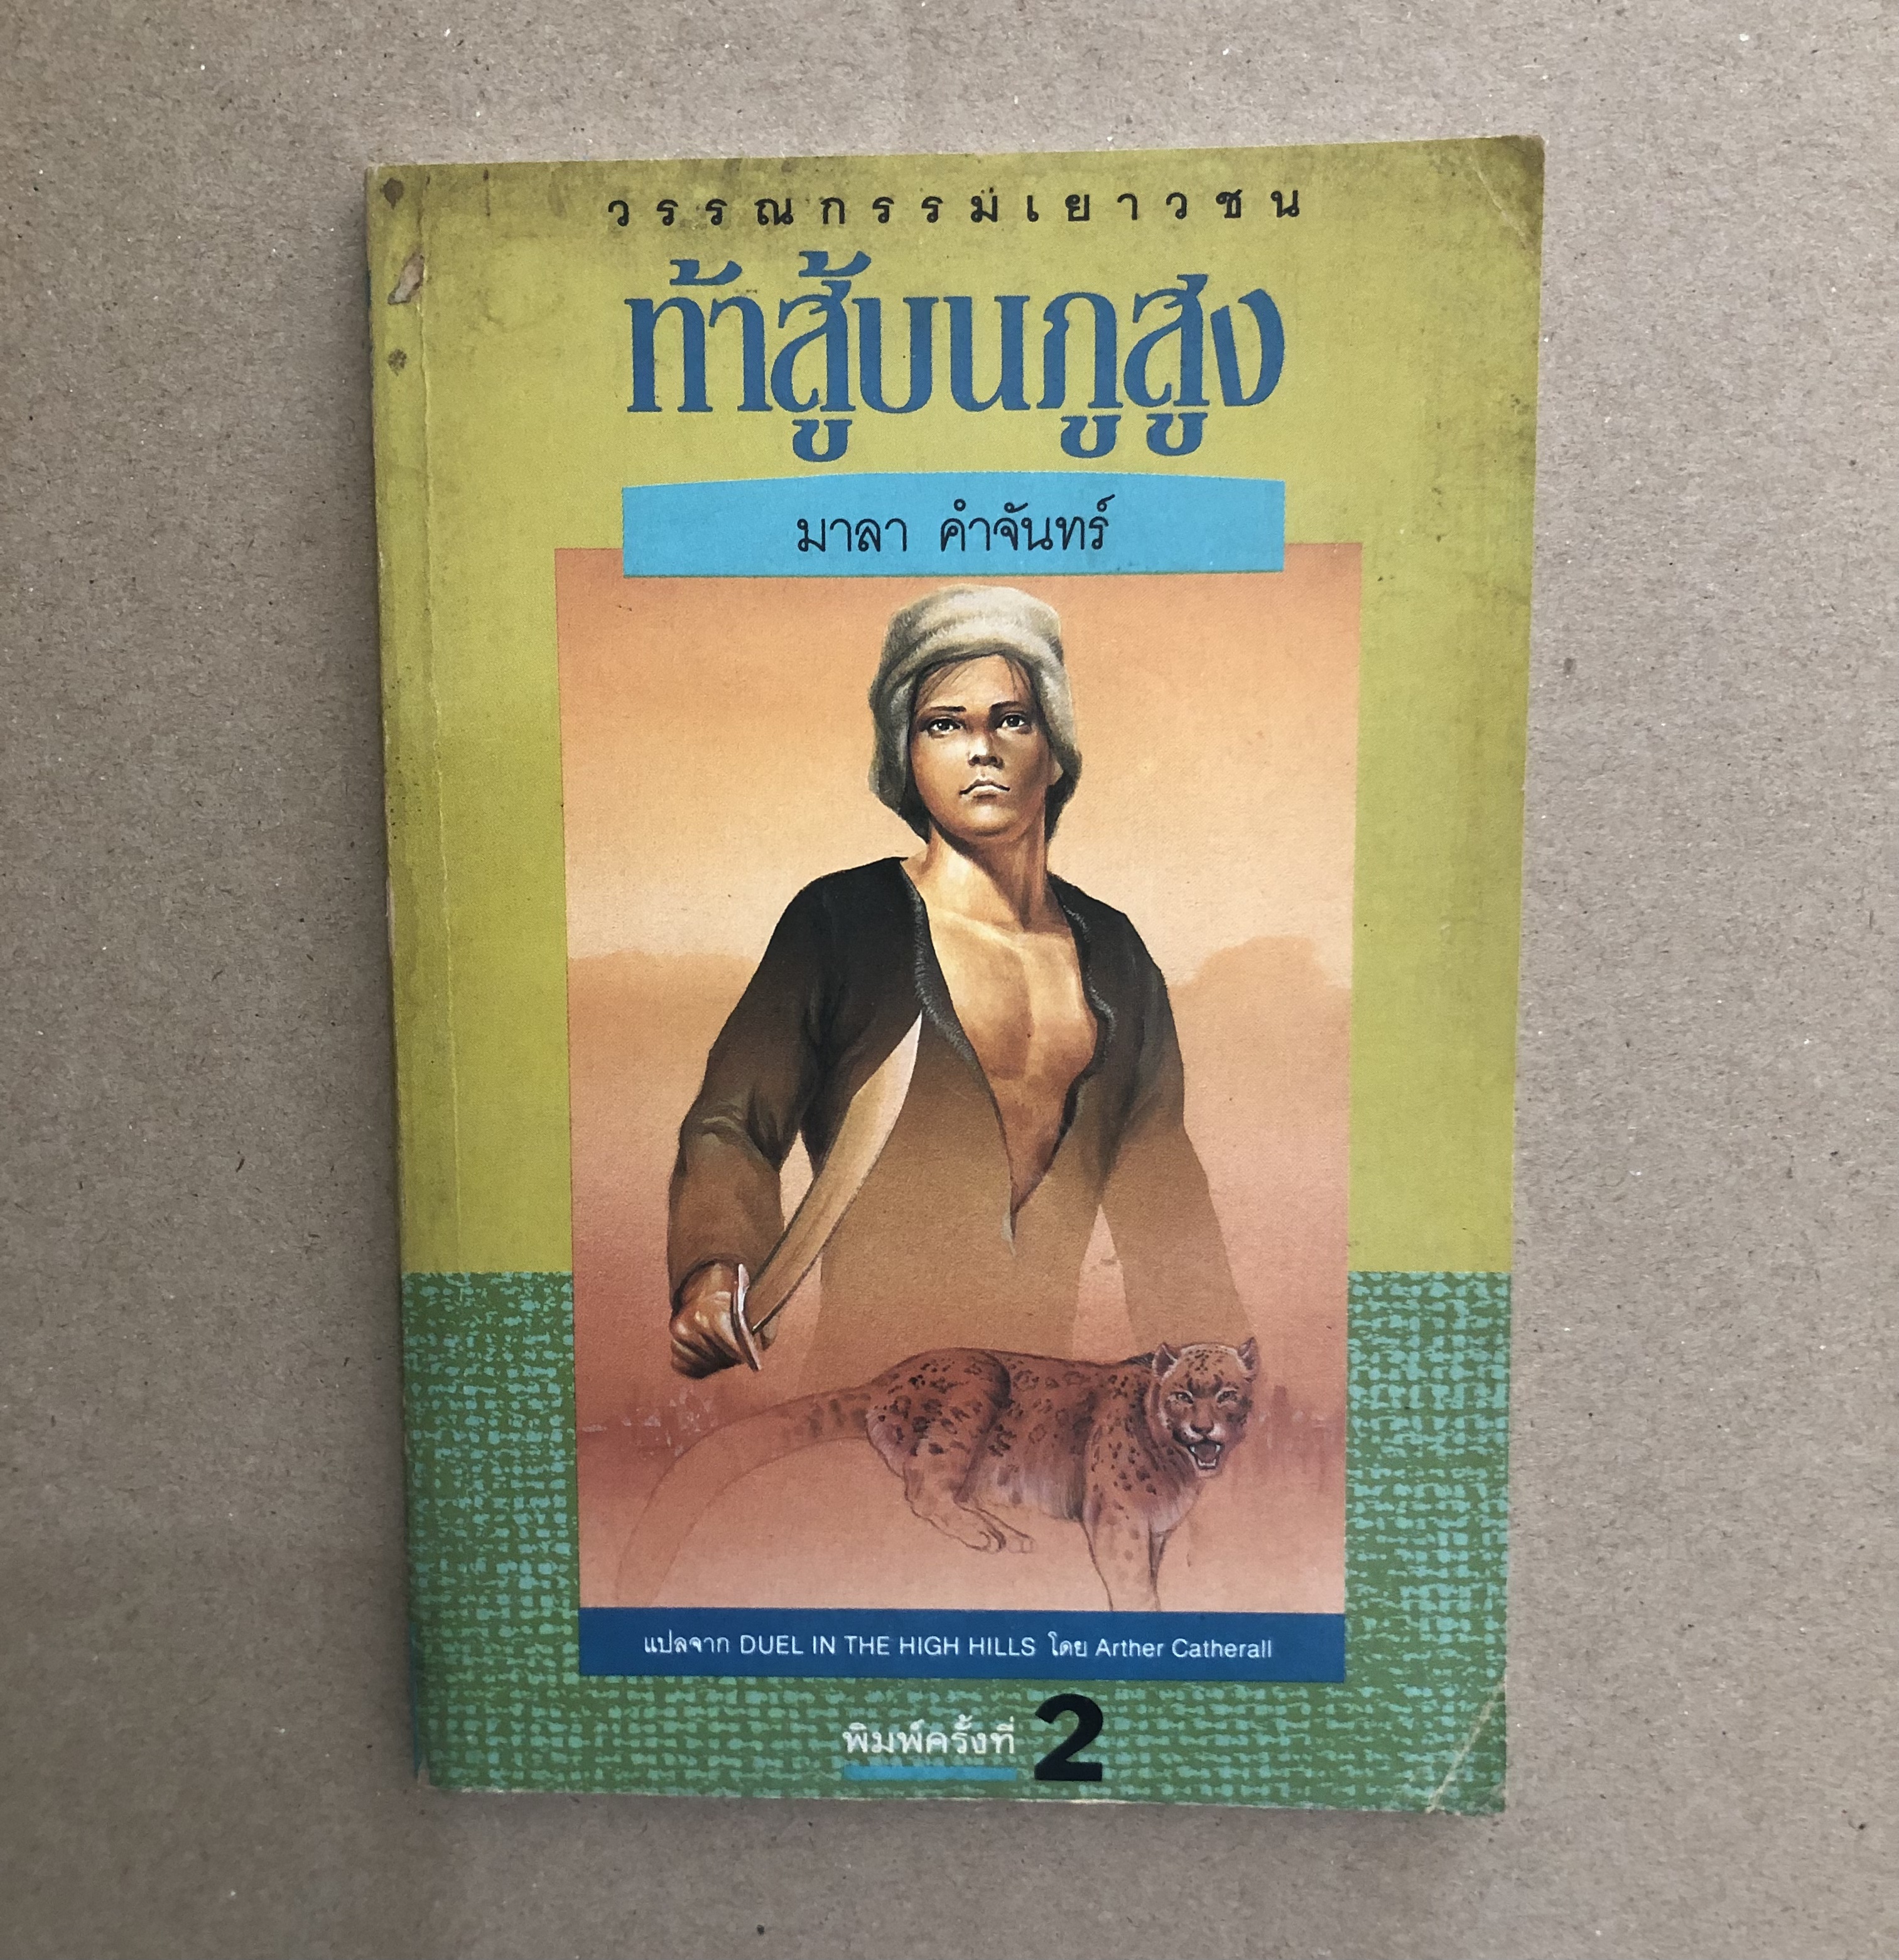 วรรณกรรมเยาวชน
ท้าสู้บนภูสูง
มาลา คำจันทร์
แปลจาก DUEL IN THE HIGH HILLS โดย Arther Catherall
พิมพ์ครั้งที่ 2